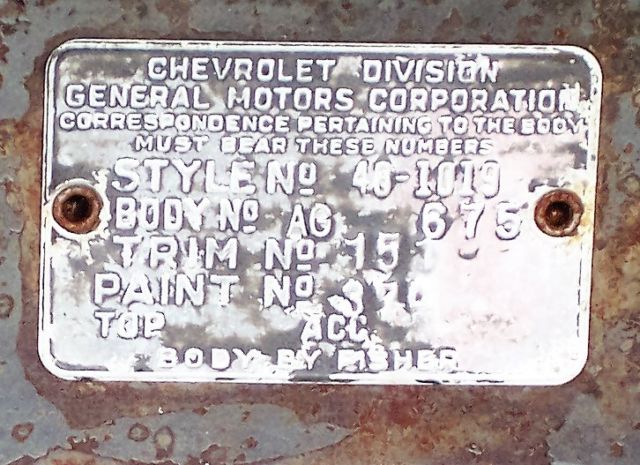 CHEVROLET DIVISION
GENERAL MOTORS CORPORATION
CORRESPONDENCE PERTAINING TO THE BODY
MUST BEAR THESE NUMBERS
STYLE Nº 48-1019
BODY Nº AG 675
TRIM Nº
PAINT Nº
TOP ACC.
BODY BY FISHER